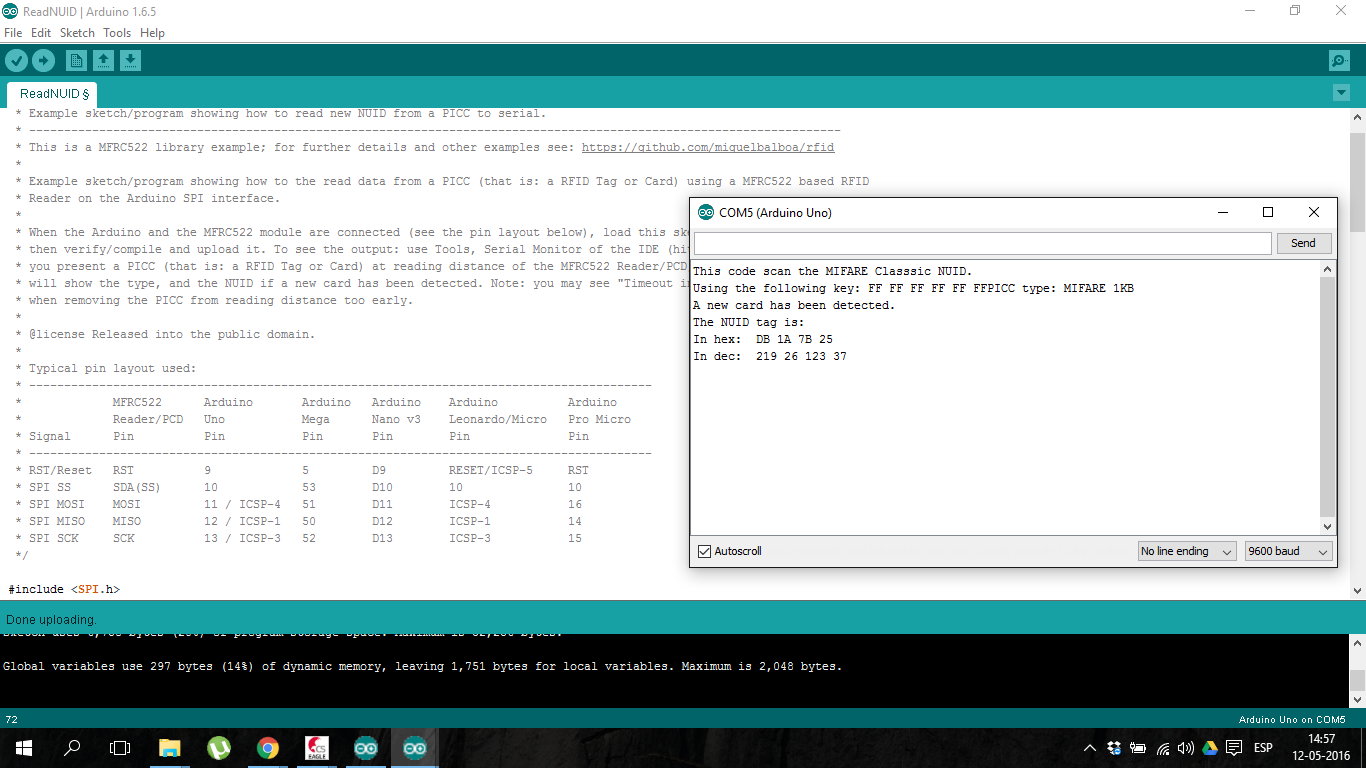 ReadNUID | Arduino 1.6.5
File Edit Sketch Tools Help
ReadNUID §
* Example sketch/program showing how to read new NUID from a PICC to serial.
* --------------------------------------------------------------------------------------------------------------------
* This is a MFRC522 library example; for further details and other examples see: https://github.com/miguelbalboa/rfid
*
* Example sketch/program showing how to the read data from a PICC (that is: a RFID Tag or Card) using a MFRC522 based RFID
* Reader on the Arduino SPI interface.
*
* When the Arduino and the MFRC522 module are connected (see the pin layout below), load this sk
* then verify/compile and upload it. To see the output: use Tools, Serial Monitor of the IDE (hi
* you present a PICC (that is: a RFID Tag or Card) at reading distance of the MFRC522 Reader/PCD
* will show the type, and the NUID if a new card has been detected. Note: you may see "Timeout i
* when removing the PICC from reading distance too early.
*
* @license Released into the public domain.
*
* Typical pin layout used:
* -----------------------------------------------------------------------------------------
* MFRC522 Arduino Arduino Arduino Arduino Arduino
* Reader/PCD Uno Mega Nano v3 Leonardo/Micro Pro Micro
* Signal Pin Pin Pin Pin Pin Pin
* -----------------------------------------------------------------------------------------
* RST/Reset RST 9 5 D9 RESET/ICSP-5 RST
* SPI SS SDA(SS) 10 53 D10 10 10
* SPI MOSI MOSI 11 / ICSP-4 51 D11 ICSP-4 16
* SPI MISO MISO 12 / ICSP-1 50 D12 ICSP-1 14
* SPI SCK SCK 13 / ICSP-3 52 D13 ICSP-3 15
*/
#include <SPI.h>
COM5 (Arduino Uno)
Send
This code scan the MIFARE Classsic NUID.
Using the following key: FF FF FF FF FF FFPICC type: MIFARE 1KB
A new card has been detected.
The NUID tag is:
In hex: DB 1A 7B 25
In dec: 219 26 123 37
Autoscroll
No line ending
9600 baud
Done uploading.
Global variables use 297 bytes (14%) of dynamic memory, leaving 1,751 bytes for local variables. Maximum is 2,048 bytes.
72
Arduino Uno on COM5
CS
EAGLE
ESP
14:57
12-05-2016